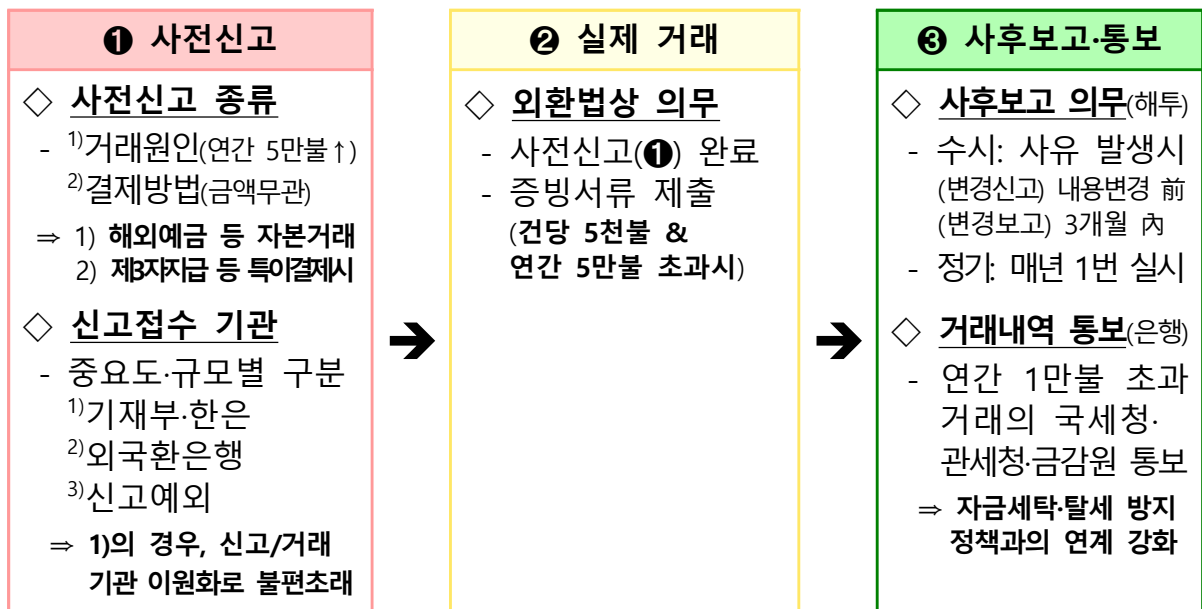 ❶ 사전신고
◇ 사전신고 종류
- 1)거래원인(연간 5만불↑)
2)결제방법(금액무관)
⇒ 1) 해외예금 등 자본거래
2) 제3자지급 등 특이결제시
◇ 신고접수 기관
- 중요도·규모별 구분
1)기재부·한은
2)외국환은행
3)신고예외
⇒ 1)의 경우, 신고/거래
기관 이원화로 불편초래
➔
❷ 실제 거래
◇ 외환법상 의무
- 사전신고(❶) 완료
- 증빙서류 제출
(건당 5천불 &
연간 5만불 초과시)
➔
❸ 사후보고·통보
◇ 사후보고 의무(해투)
- 수시: 사유 발생시
(변경신고) 내용변경 前
(변경보고) 3개월 內
- 정기: 매년 1번 실시
◇ 거래내역 통보(은행)
- 연간 1만불 초과
거래의 국세청·
관세청·금감원 통보
⇒ 자금세탁·탈세 방지
정책과의 연계 강화